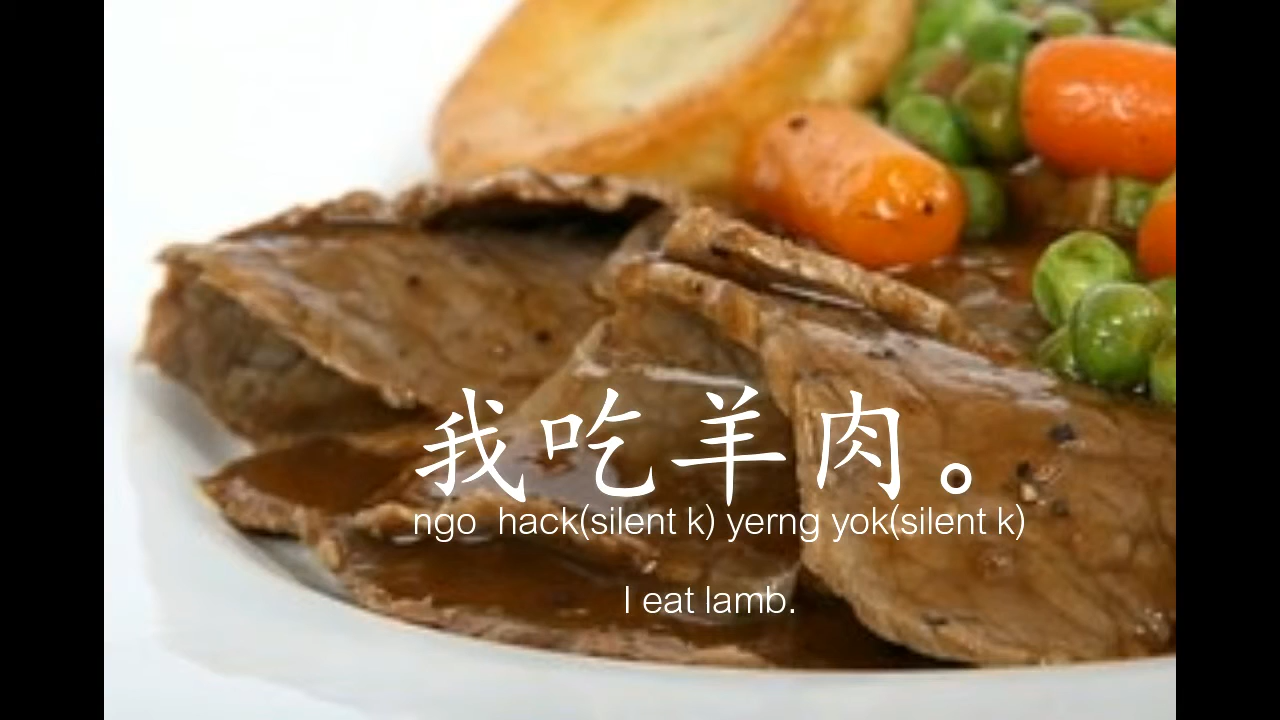 我吃羊肉。
ngo hack(silent k) yerng yok(silent k)
I eat lamb.